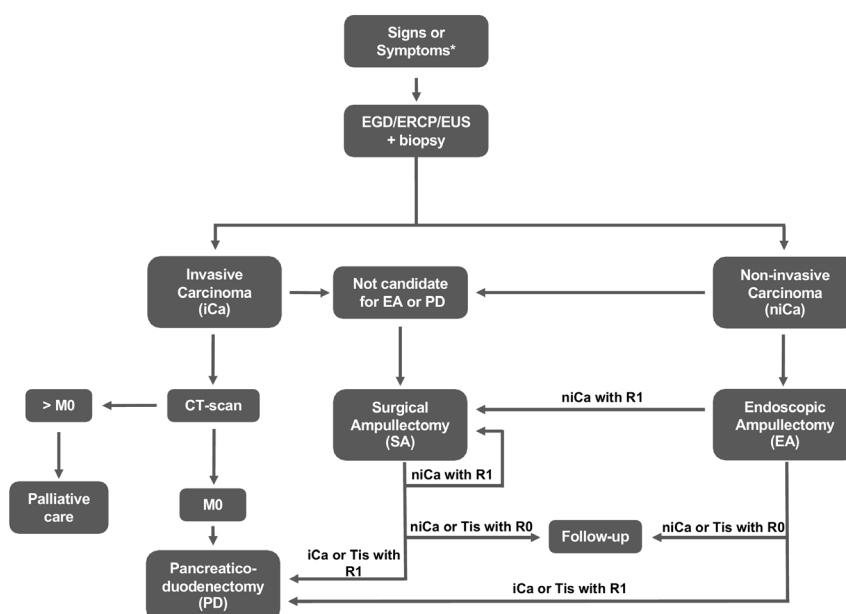 Signs or
Symptoms*
EGD/ERCP/EUS
+ biopsy
Invasive
Carcinoma
(iCa)
Not candidate
for EA or PD
Non-invasive
Carcinoma
(niCa)
> M0
CT-scan
Surgical
Ampullectomy
(SA)
niCa with R1
Endoscopic
Ampullectomy
(EA)
niCa with R1
Palliative
care
M0
niCa or Tis with R0
Follow-up
niCa or Tis with R0
iCa or Tis with
R1
Pancreatico-
duodenectomy
(PD)
iCa or Tis with R1